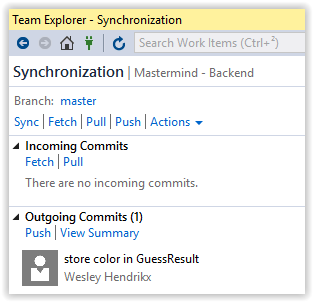 Team Explorer - Synchronization
Search Work Items (Ctrl+²)
Synchronization | Mastermind - Backend
Branch: master
Sync | Fetch | Pull | Push | Actions
Incoming Commits
Fetch | Pull
There are no incoming commits.
Outgoing Commits (1)
Push | View Summary
store color in GuessResult
Wesley Hendrikx